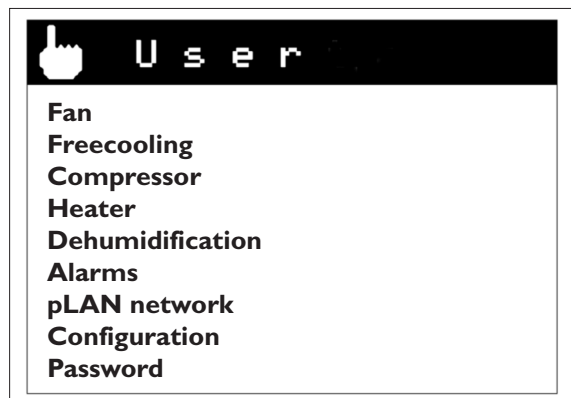 User
Fan
Freecooling
Compressor
Heater
Dehumidification
Alarms
pLAN network
Configuration
Password